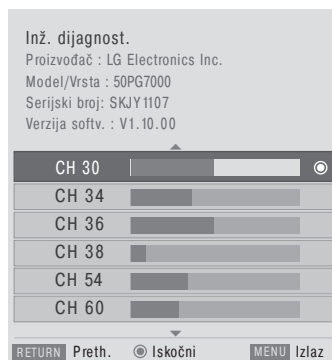 Inž. dijagnost.
Proizvođač : LG Electronics Inc.
Model/Vrsta : 50PG7000
Serijski broj: SKJY1107
Verzija softv. : V1.10.00
CH 30
CH 34
CH 36
CH 38
CH 54
CH 60
RETURN Preth. Iskočni MENU Izlaz